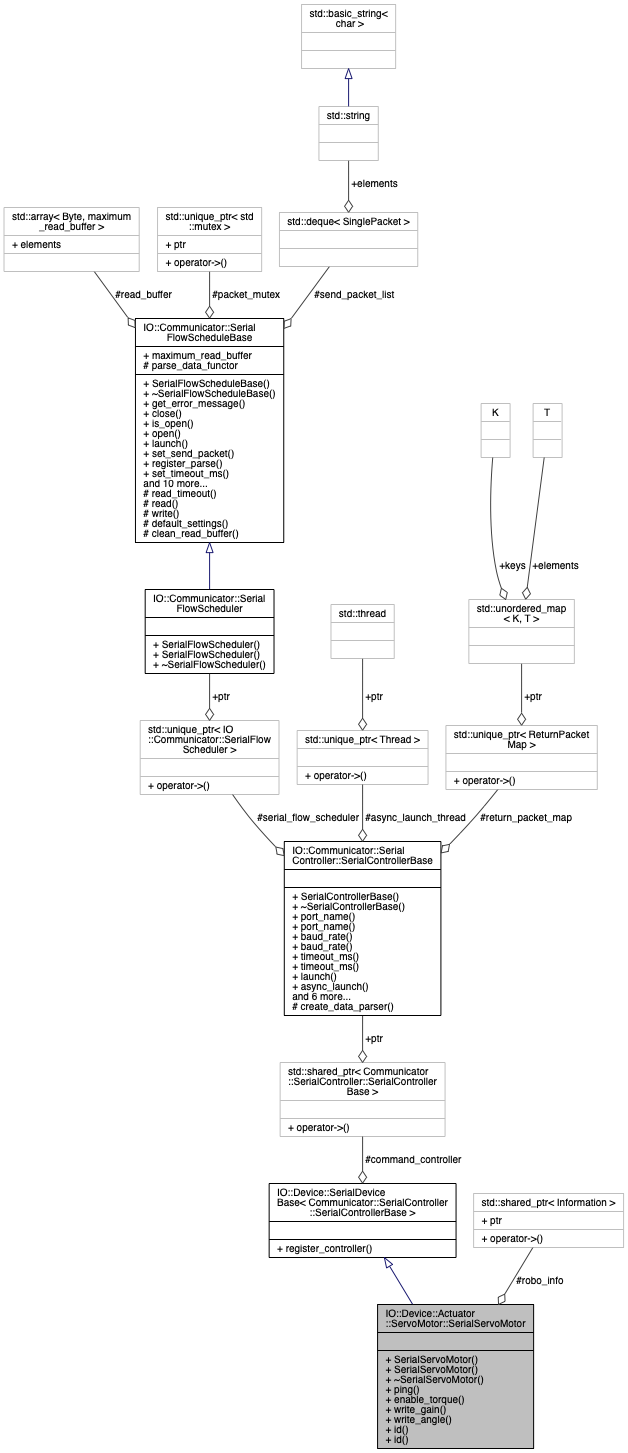 std::basic_string<
char >
std::string
+elements
std::array< Byte, maximum
_read_buffer >
+ elements
std::unique_ptr< std
::mutex >
+ ptr
+ operator->()
std::deque< SinglePacket >
#read_buffer
#packet_mutex
#send_packet_list
IO::Communicator::Serial
FlowScheduleBase
+ maximum_read_buffer
# parse_data_functor
+ SerialFlowScheduleBase()
+ ~SerialFlowScheduleBase()
+ get_error_message()
+ close()
+ is_open()
+ open()
+ launch()
+ set_send_packet()
+ register_parse()
+ set_timeout_ms()
and 10 more...
# read_timeout()
# read()
# write()
# default_settings()
# clean_read_buffer()
K
T
+keys
+elements
IO::Communicator::Serial
FlowScheduler
+ SerialFlowScheduler()
+ SerialFlowScheduler()
+ ~SerialFlowScheduler()
std::thread
std::unordered_map
< K, T >
+ptr
+ptr
+ptr
std::unique_ptr< IO
::Communicator::SerialFlow
Scheduler >
+ operator->()
std::unique_ptr< Thread >
+ operator->()
std::unique_ptr< ReturnPacket
Map >
+ operator->()
#serial_flow_scheduler
#async_launch_thread
#return_packet_map
IO::Communicator::Serial
Controller::SerialControllerBase
+ SerialControllerBase()
+ ~SerialControllerBase()
+ port_name()
+ port_name()
+ baud_rate()
+ baud_rate()
+ timeout_ms()
+ timeout_ms()
+ launch()
+ async_launch()
and 6 more...
# create_data_parser()
+ptr
std::shared_ptr< Communicator
::SerialController::SerialController
Base >
+ operator->()
#command_controller
IO::Device::SerialDevice
Base< Communicator::SerialController
::SerialControllerBase >
+ register_controller()
std::shared_ptr< Information >
+ ptr
+ operator->()
#robo_info
IO::Device::Actuator
::ServoMotor::SerialServoMotor
+ SerialServoMotor()
+ SerialServoMotor()
+ ~SerialServoMotor()
+ ping()
+ enable_torque()
+ write_gain()
+ write_angle()
+ id()
+ id()